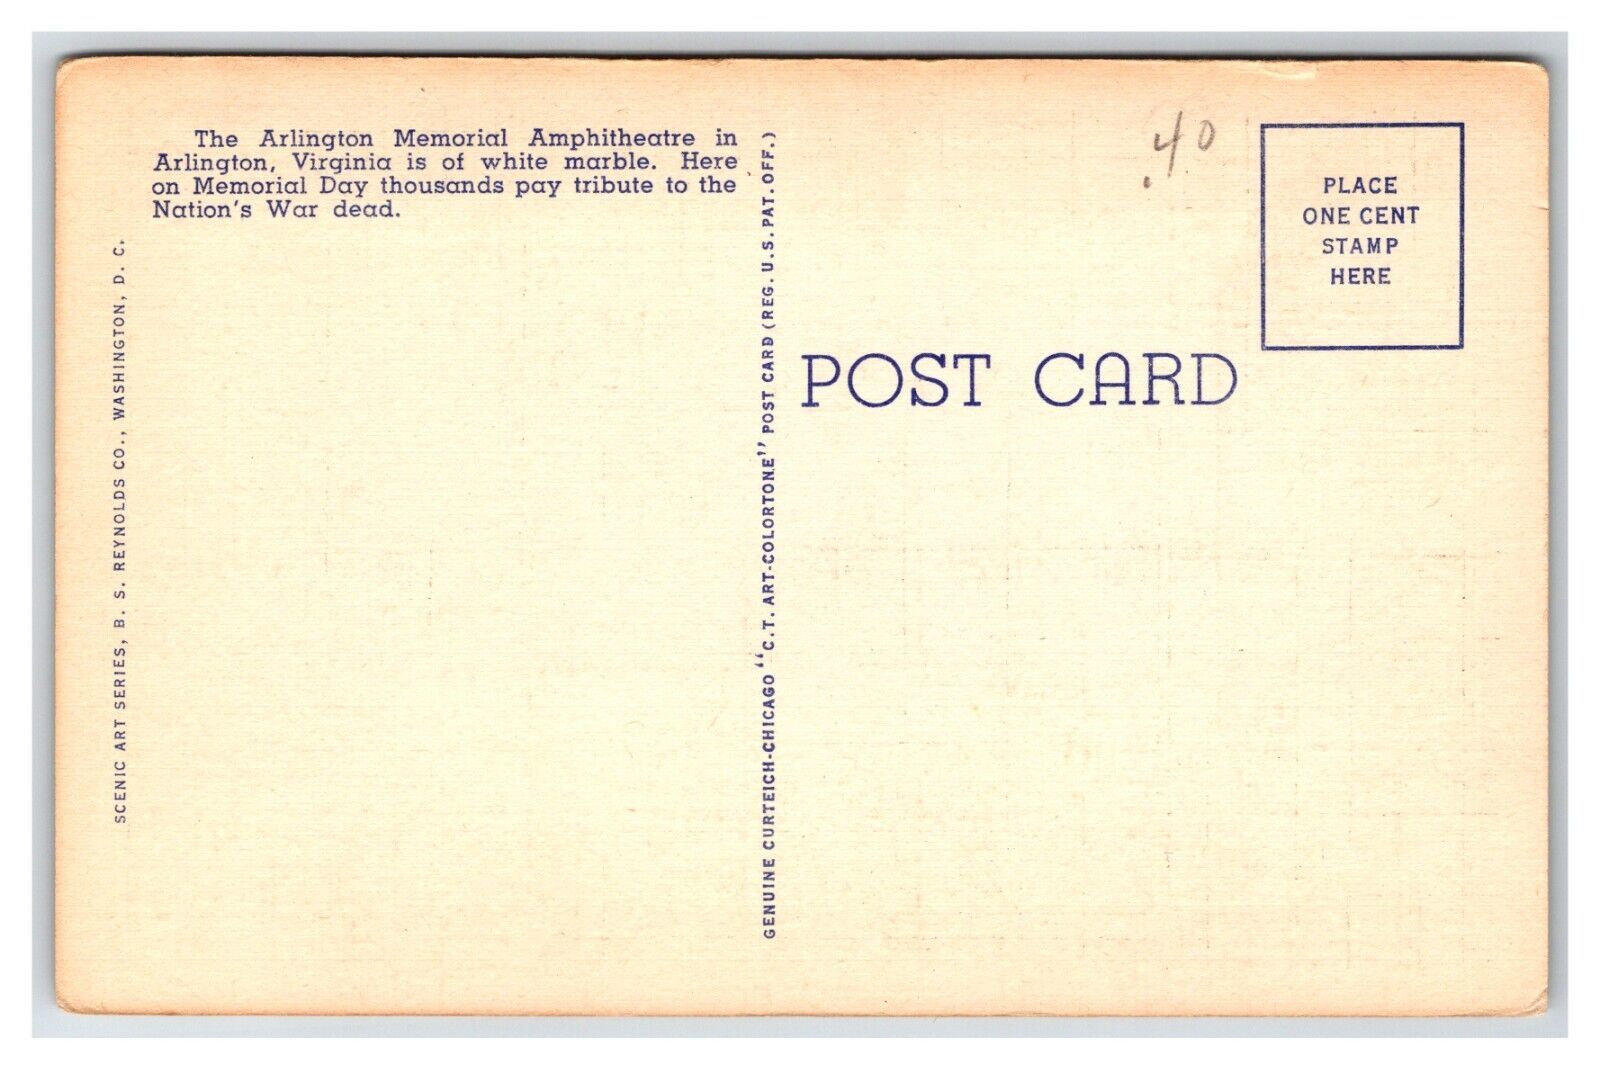 The Arlington Memorial Amphitheatre in
Arlington, Virginia is of white marble. Here
on Memorial Day thousands pay tribute to the
Nation's War dead.
SCENIC ART SERIES, B. S. REYNOLDS CO., WASHINGTON, D. C.
GENUINE CURTEICH-CHICAGO "C.T. ART-COLORTONE" POST CARD (REG. U.S. PAT. OFF.)
.40
PLACE
ONE CENT
STAMP
HERE
POST CARD